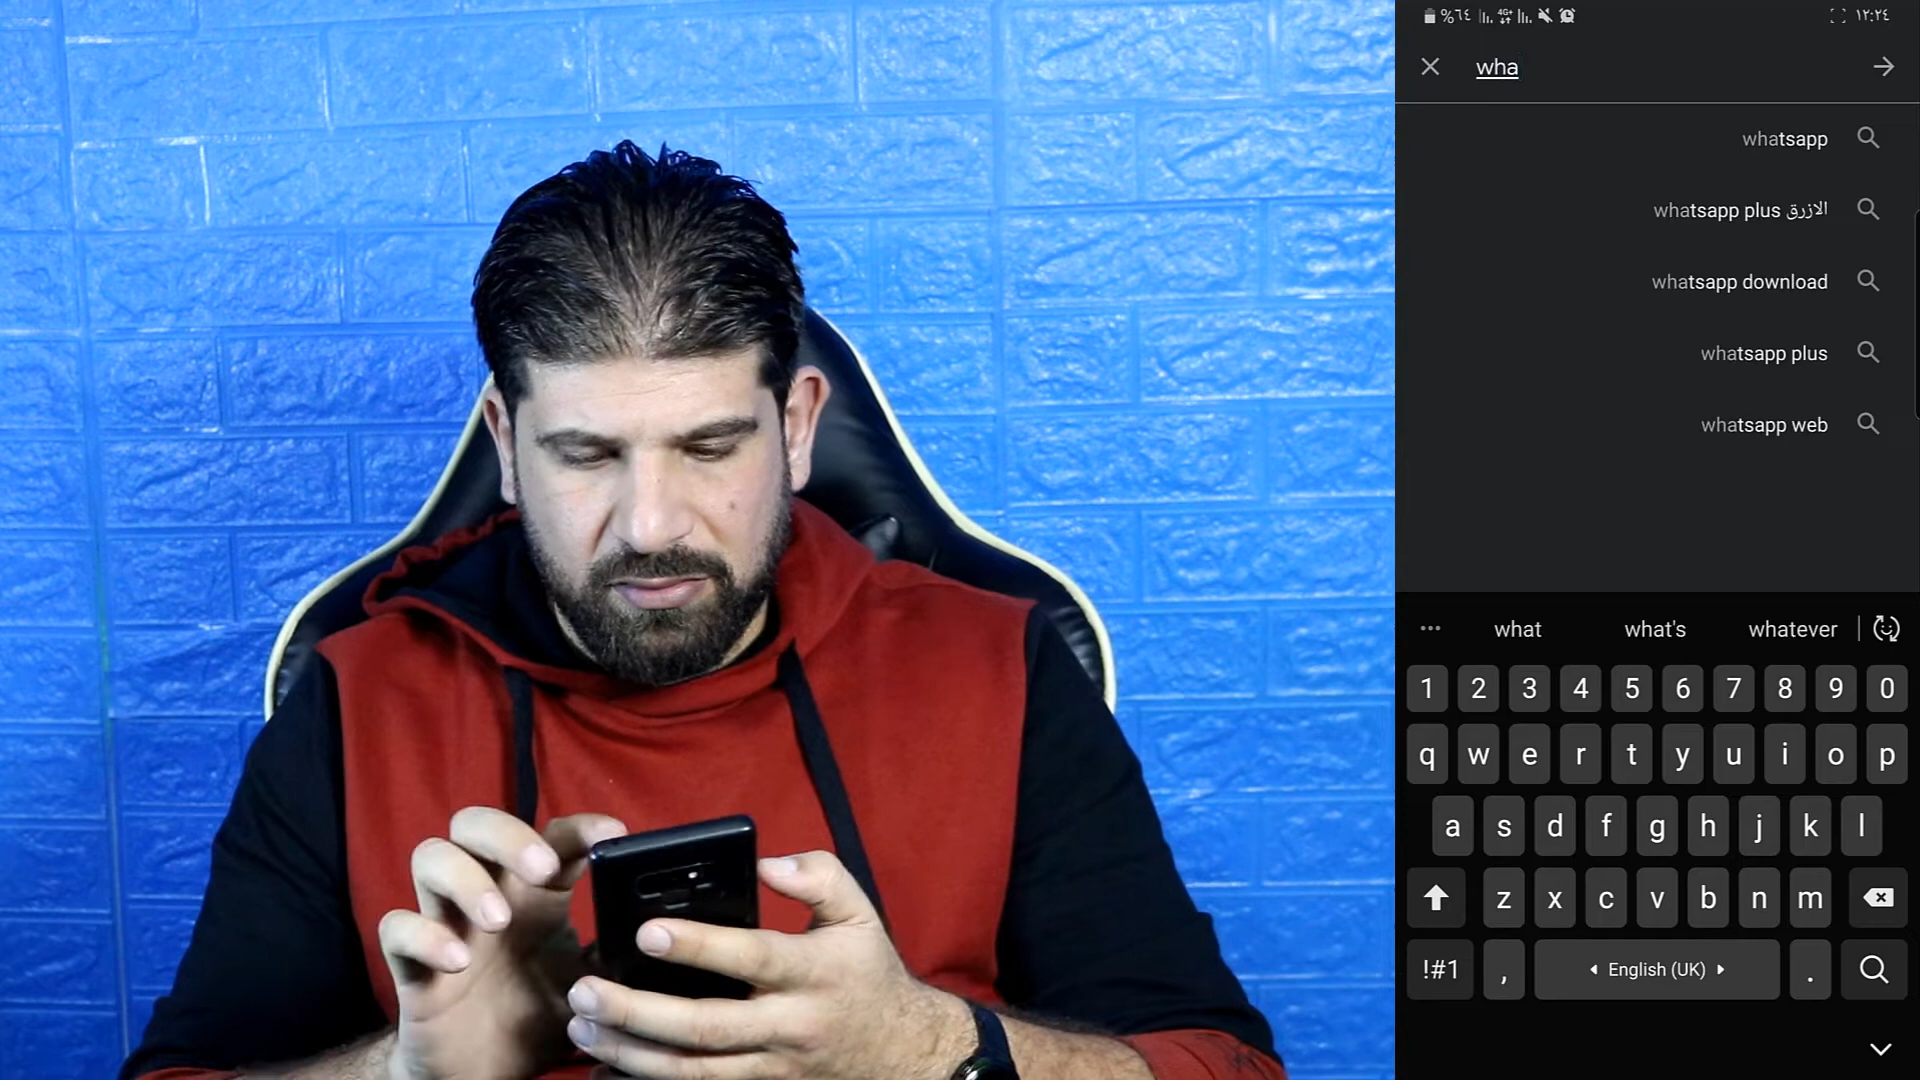 %٦٤ 4G+ ١٢:٢٤
wha
whatsapp
whatsapp plus الازرق
whatsapp download
whatsapp plus
whatsapp web
... what what's whatever
1 2 3 4 5 6 7 8 9 0
q w e r t y u i o p
a s d f g h j k l
z x c v b n m
!#1 , English (UK) .